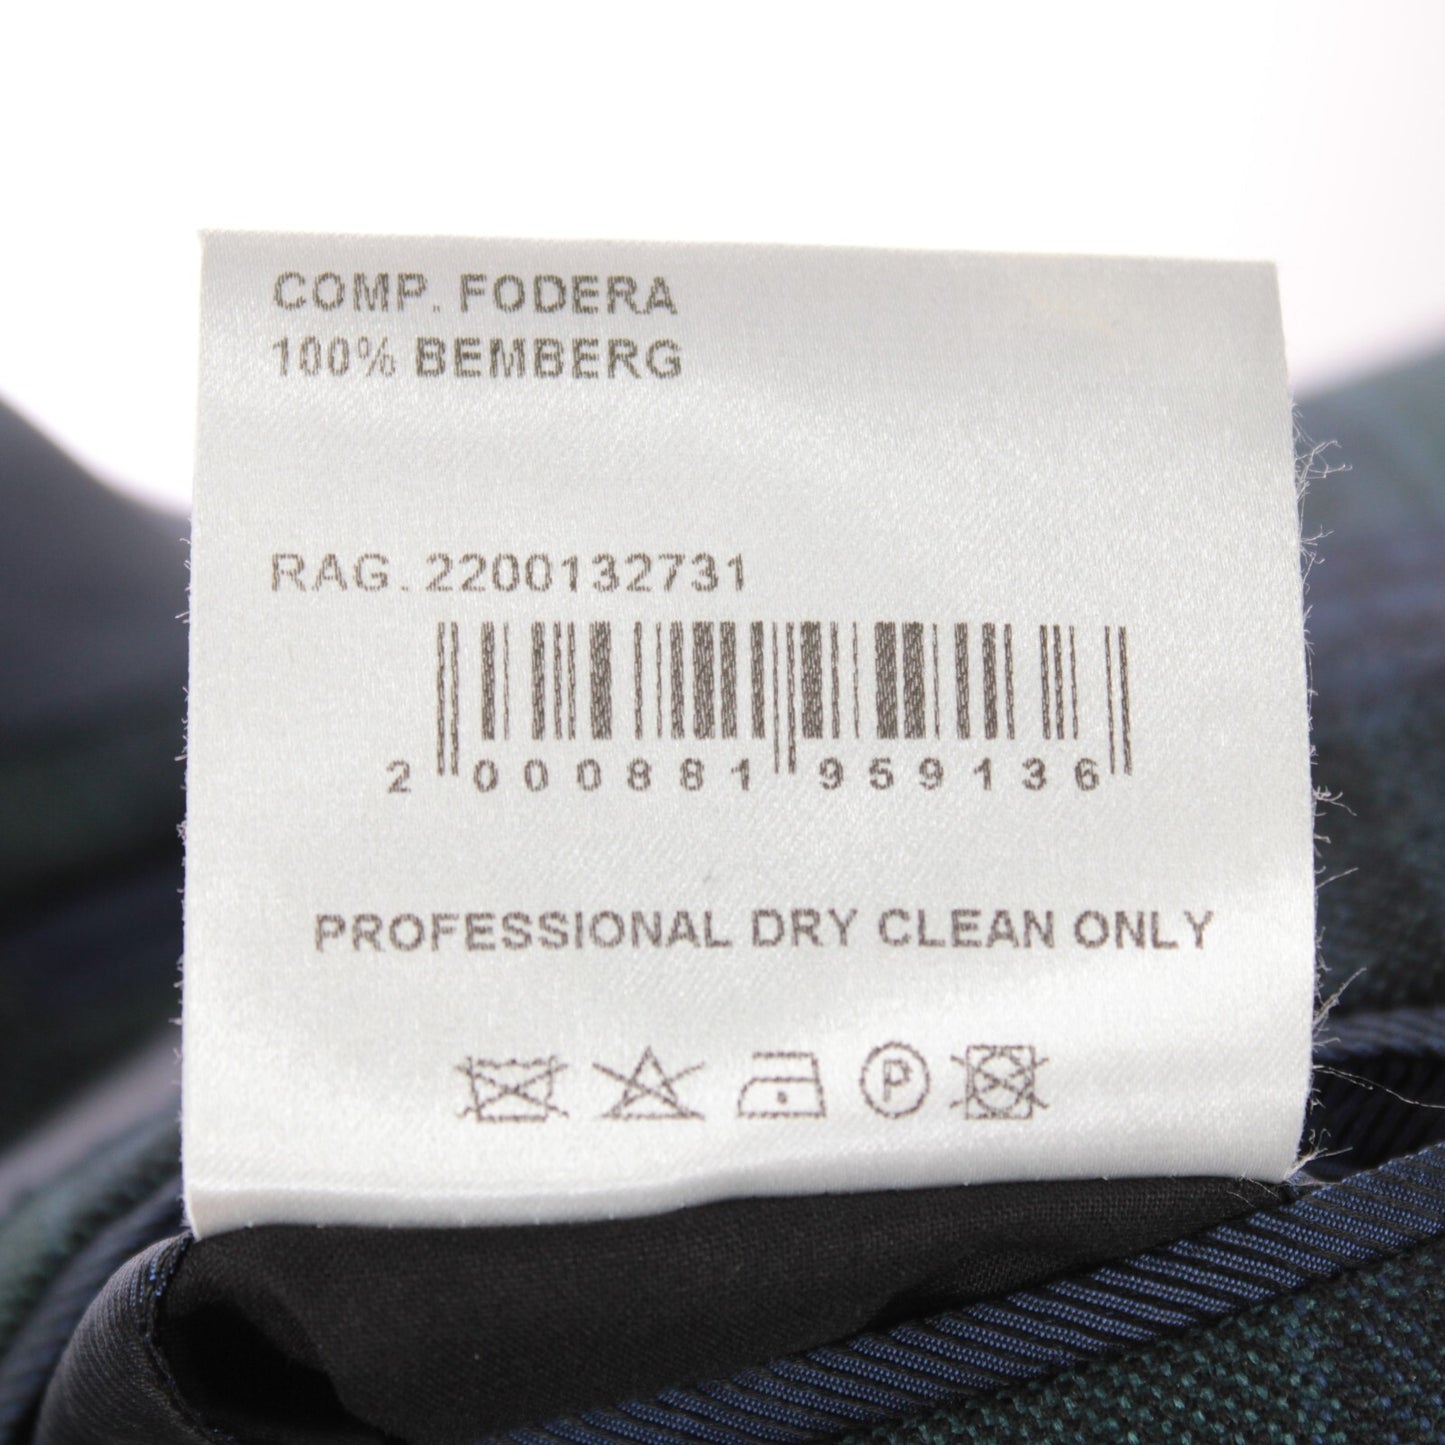 COMP. FODERA
100% BEMBERG
RAG. 2200132731
2 000881 959136
PROFESSIONAL DRY CLEAN ONLY
P